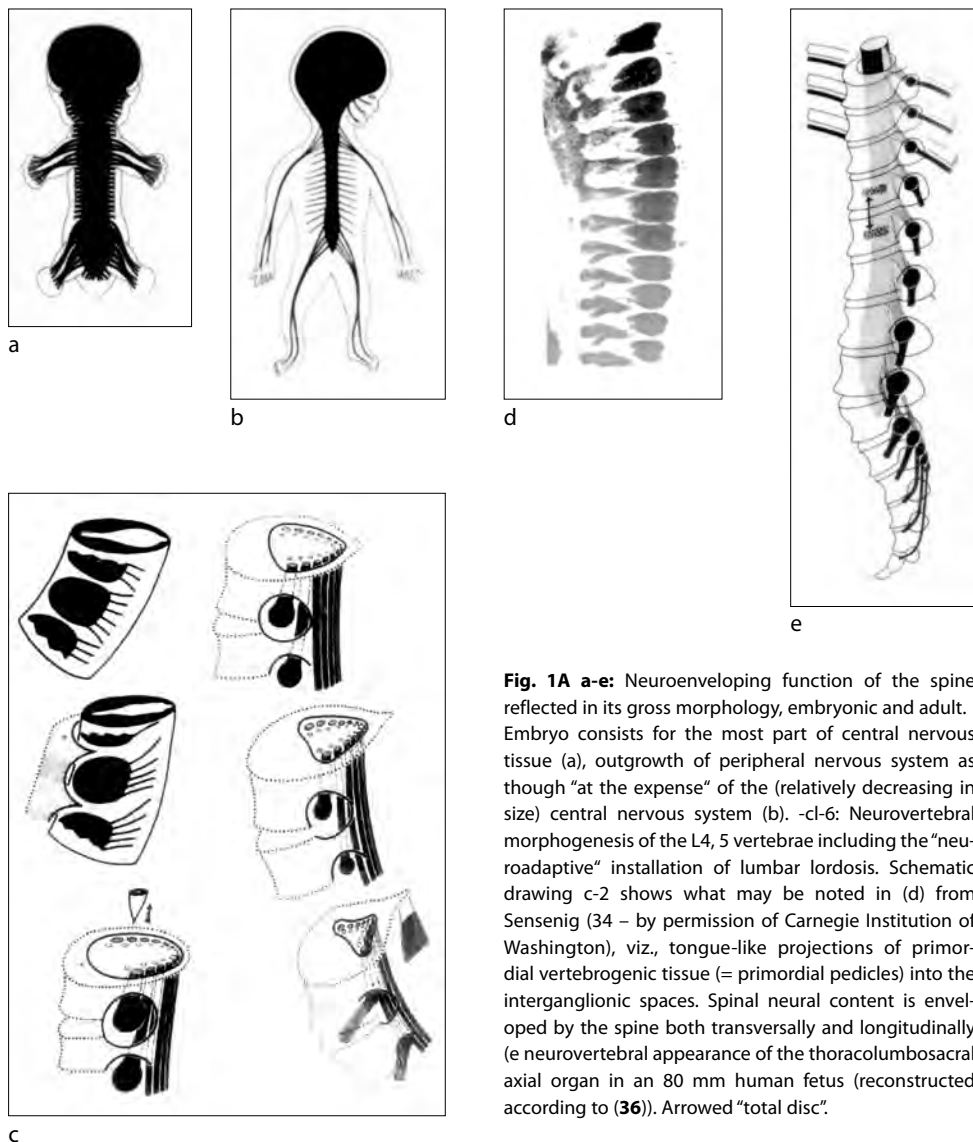 a
b
d
e
c
Fig. 1A a-e: Neuroenveloping function of the spine
reflected in its gross morphology, embryonic and adult.
Embryo consists for the most part of central nervous
tissue (a), outgrowth of peripheral nervous system as
though “at the expense“ of the (relatively decreasing in
size) central nervous system (b). -cl-6: Neurovertebral
morphogenesis of the L4, 5 vertebrae including the “neu-
roadaptive“ installation of lumbar lordosis. Schematic
drawing c-2 shows what may be noted in (d) from
Sensenig (34 – by permission of Carnegie Institution of
Washington), viz., tongue-like projections of primor-
dial vertebrogenic tissue (= primordial pedicles) into the
interganglionic spaces. Spinal neural content is envel-
oped by the spine both transversally and longitudinally
(e neurovertebral appearance of the thoracolumbosacral
axial organ in an 80 mm human fetus (reconstructed
according to (36)). Arrowed “total disc”.